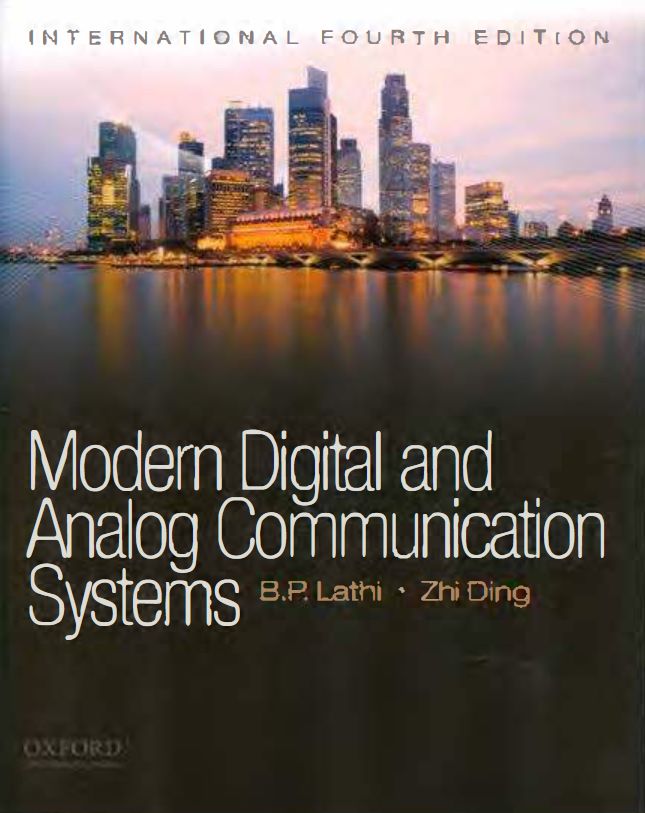 INTERNATIONAL FOURTH EDITION
Modern Digital and
Analog Communication
Systems B.P. Lathi · Zhi Ding
OXFORD